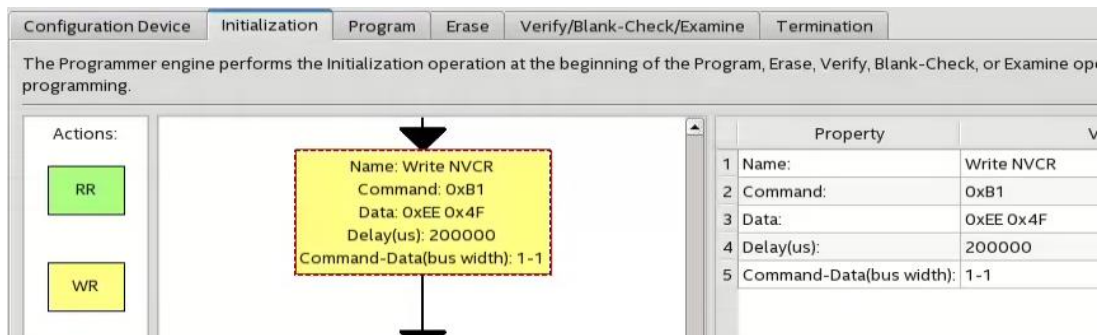 Configuration Device Initialization Program Erase Verify/Blank-Check/Examine Termination
The Programmer engine performs the Initialization operation at the beginning of the Program, Erase, Verify, Blank-Check, or Examine ope
programming.
Actions:
RR
WR
Name: Write NVCR
Command: 0xB1
Data: 0xEE 0x4F
Delay(us): 200000
Command-Data(bus width): 1-1
Property V
1 Name: Write NVCR
2 Command: 0xB1
3 Data: 0xEE 0x4F
4 Delay(us): 200000
5 Command-Data(bus width): 1-1